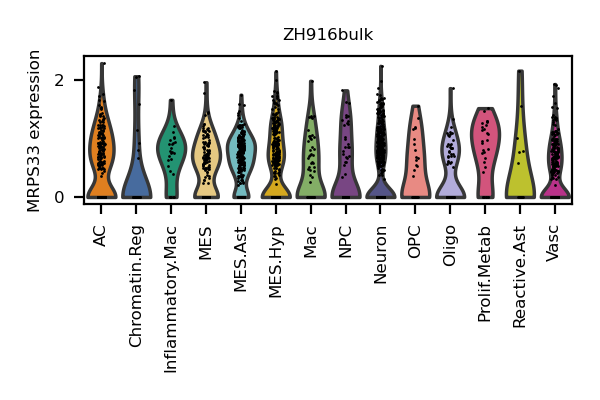 ZH916bulk
MRPS33 expression
2
0
AC
Chromatin.Reg
Inflammatory.Mac
MES
MES.Ast
MES.Hyp
Mac
NPC
Neuron
OPC
Oligo
Prolif.Metab
Reactive.Ast
Vasc